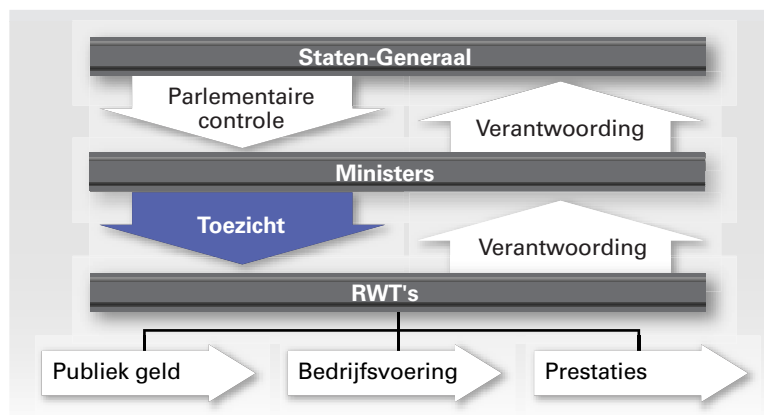 Staten-Generaal
Parlementaire
controle
Verantwoording
Ministers
Toezicht
Verantwoording
RWT's
Publiek geld
Bedrijfsvoering
Prestaties